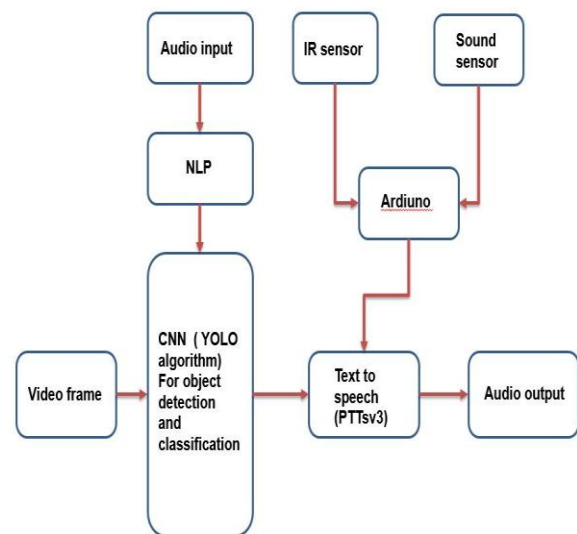 Audio input
IR sensor
Sound
sensor
NLP
Ardiuno
CNN ( YOLO
algorithm)
For object
detection
and
classification
Video frame
Text to
speech
(PTTsv3)
Audio output